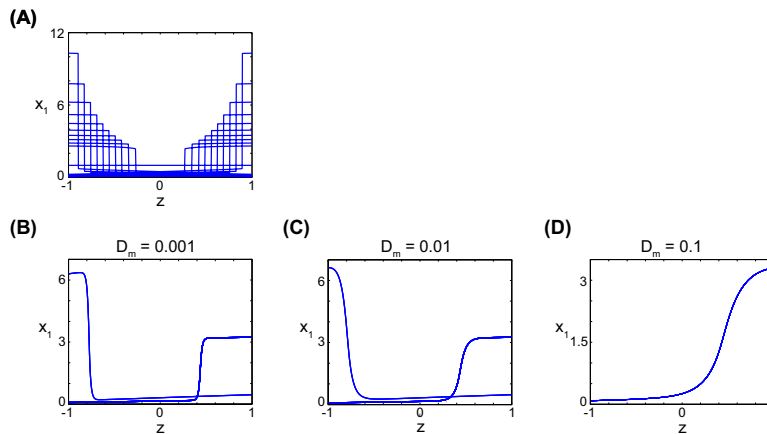 (A)
12
6
0
x1
-1 0 1
z
(B) (C) (D)
Dm = 0.001 Dm = 0.01 Dm = 0.1
6 6 3
x1 3 x1 3 x1 1.5
0 0 0
-1 0 1 -1 0 1 -1 0
z z z